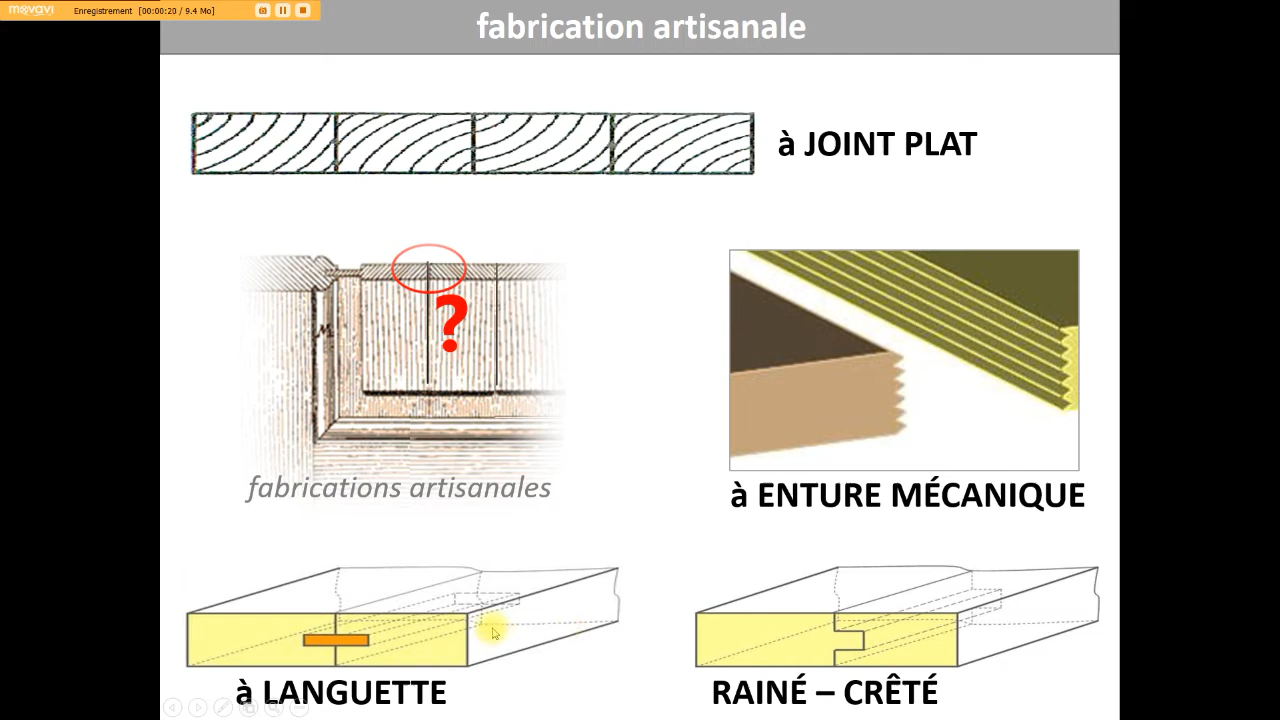 movavi
Enregistrement [00:00:20 / 9.4 Mo]
fabrication artisanale
à JOINT PLAT
?
fabrications artisanales
à ENTURE MÉCANIQUE
à LANGUETTE
RAINÉ – CRÊTÉ